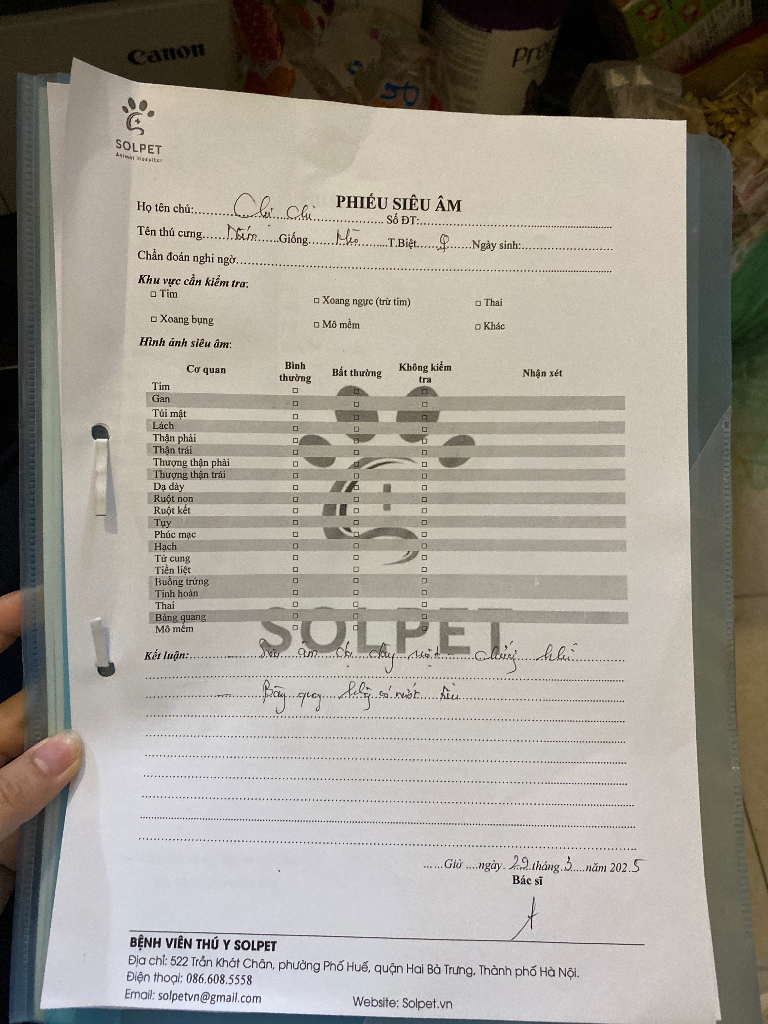 Canon
Pre
SOLPET
Animal Hospital
PHIẾU SIÊU ÂM
Họ tên chủ: Chi Chi Số ĐT:
Tên thú cưng Nấm Giống Mèo T.Biệt ♀ Ngày sinh:
Chẩn đoán nghi ngờ
Khu vực cần kiểm tra:
□ Tim □ Xoang ngực (trừ tim) □ Thai
□ Xoang bụng □ Mô mềm □ Khác
Hình ảnh siêu âm:
Cơ quan Bình thường Bất thường Không kiểm tra Nhận xét
Tim □ □ □
Gan □ □ □
Túi mật □ □ □
Lách □ □ □
Thận phải □ □ □
Thận trái □ □ □
Thượng thận phải □ □ □
Thượng thận trái □ □ □
Dạ dày □ □ □
Ruột non □ □ □
Ruột kết □ □ □
Tụy □ □ □
Phúc mạc □ □ □
Hạch □ □ □
Tử cung □ □ □
Tiền liệt □ □ □
Buồng trứng □ □ □
Tinh hoàn □ □ □
Thai □ □ □
Bàng quang □ □ □
Mô mềm □ □ □
SOLPET
Kết luận: - Siêu âm dạ dày ruột chướng khí
- Bàng quang không có nước tiểu
Giờ ngày 29 tháng 3 năm 2025
Bác sĩ
BỆNH VIỆN THÚ Y SOLPET
Địa chỉ: 522 Trần Khát Chân, phường Phố Huế, quận Hai Bà Trưng, Thành phố Hà Nội.
Điện thoại: 086.608.5558
Email: solpetvn@gmail.com Website: Solpet.vn